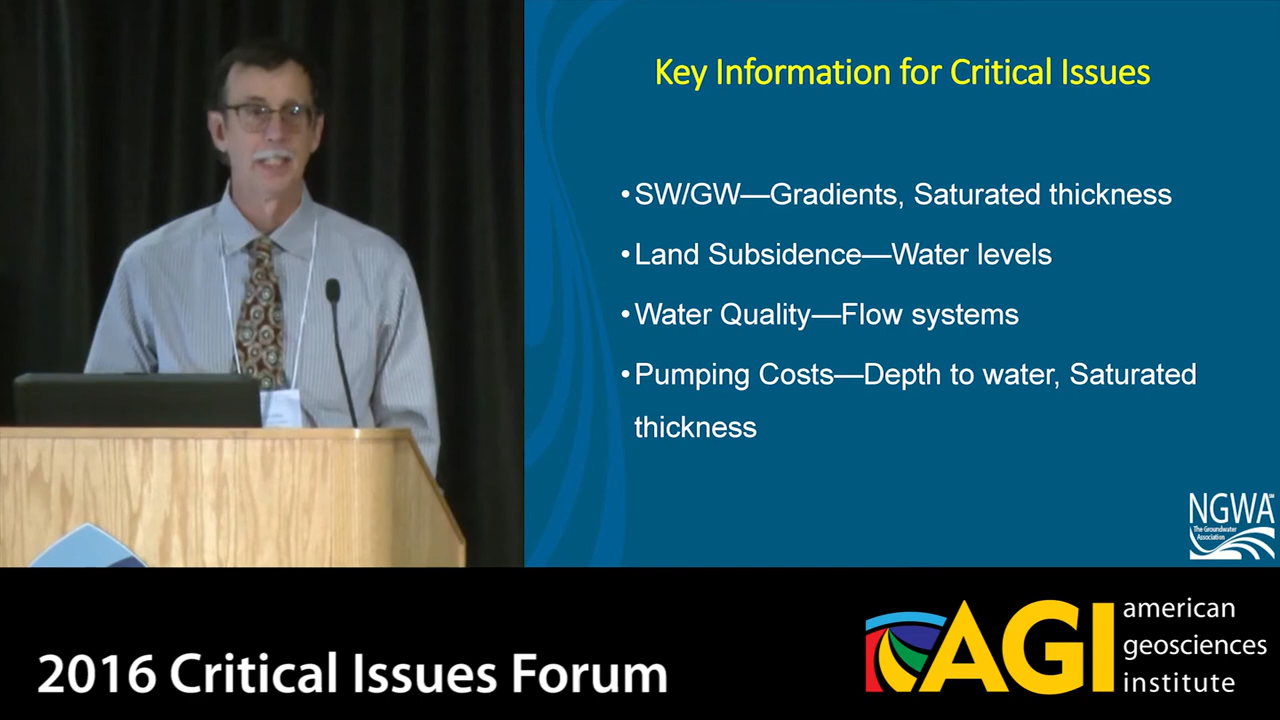 Key Information for Critical Issues
•SW/GW—Gradients, Saturated thickness
•Land Subsidence—Water levels
•Water Quality—Flow systems
•Pumping Costs—Depth to water, Saturated
thickness
NGWA
The Groundwater
Association
2016 Critical Issues Forum
AGI
american
geosciences
institute